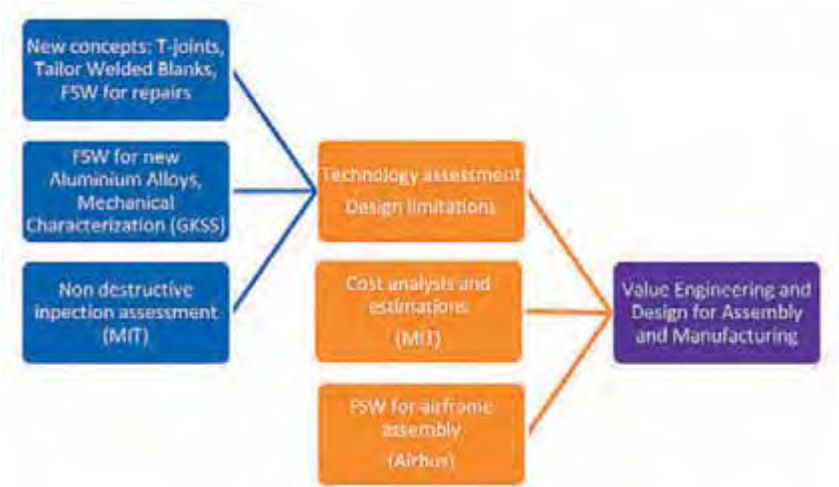 New concepts: T-joints,
Tailor Welded Blanks,
FSW for repairs
FSW for new
Aluminium Alloys,
Mechanical
Characterization (GKSS)
Non destructive
inpection assessment
(MIT)
Technology assessment
Design limitations
Cost analysis and
estimations
(MIT)
FSW for airframe
assembly
(Airbus)
Value Engineering and
Design for Assembly
and Manufacturing